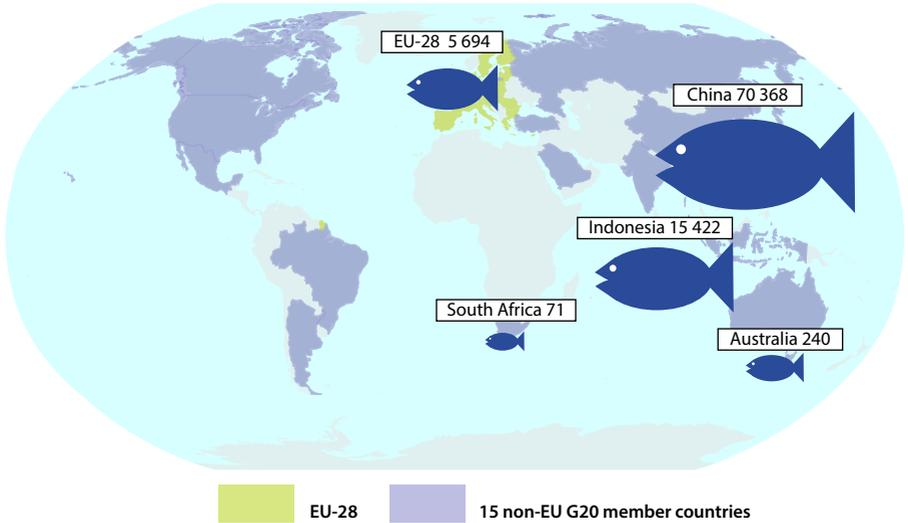 EU-28 5 694
China 70 368
Indonesia 15 422
South Africa 71
Australia 240
EU-28
15 non-EU G20 member countries